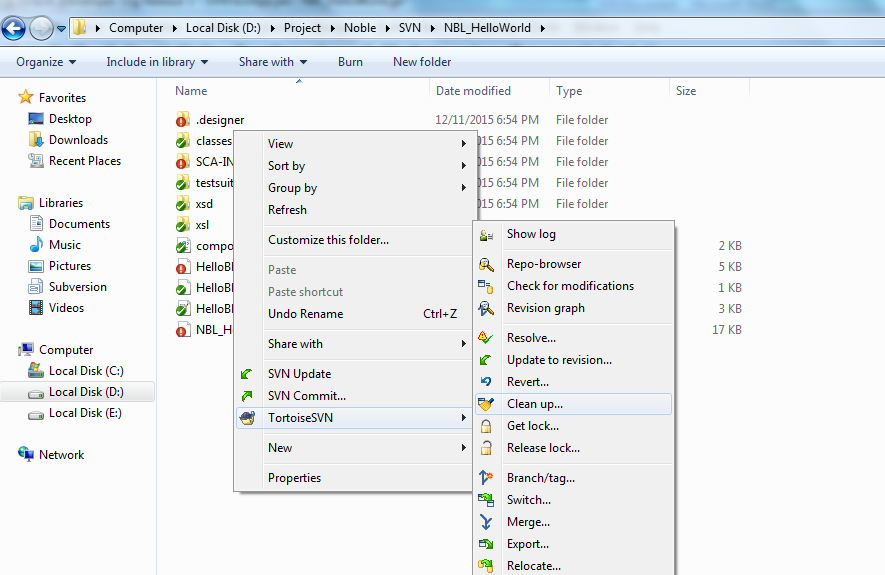 Computer Local Disk (D:) Project Noble SVN NBL_HelloWorld
Organize Include in library Share with Burn New folder
Favorites
Desktop
Downloads
Recent Places
Libraries
Documents
Music
Pictures
Subversion
Videos
Computer
Local Disk (C:)
Local Disk (D:)
Local Disk (E:)
Network
Name Date modified Type Size
.designer 12/11/2015 6:54 PM File folder
classes 015 6:54 PM File folder
SCA-IN 015 6:54 PM File folder
testsuit 015 6:54 PM File folder
xsd 015 6:54 PM File folder
xsl
compo 2 KB
HelloBl 5 KB
HelloBl 1 KB
HelloBl 3 KB
NBL_He 17 KB
View
Sort by
Group by
Refresh
Customize this folder...
Paste
Paste shortcut
Undo Rename Ctrl+Z
Share with
SVN Update
SVN Commit...
TortoiseSVN
New
Properties
Show log
Repo-browser
Check for modifications
Revision graph
Resolve...
Update to revision...
Revert...
Clean up...
Get lock...
Release lock...
Branch/tag...
Switch...
Merge...
Export...
Relocate...